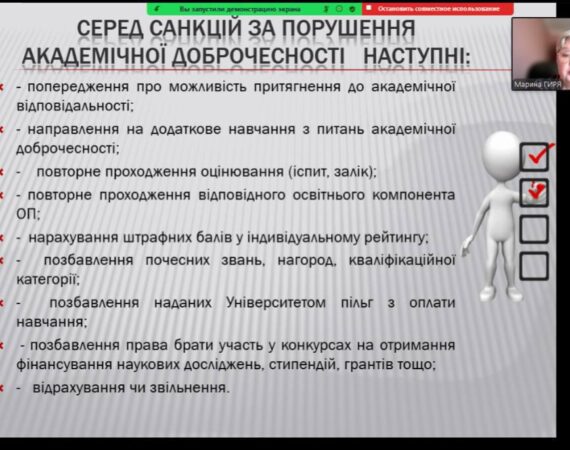 Вы запустили демонстрацию экрана
Остановить совместное использование
СЕРЕД САНКЦІЙ ЗА ПОРУШЕННЯ
АКАДЕМІЧНОЇ ДОБРОЧЕСНОСТІ НАСТУПНІ:
Марина ГИРЯ
- попередження про можливість притягнення до академічної
відповідальності;
- направлення на додаткове навчання з питань академічної
доброчесності;
- повторне проходження оцінювання (іспит, залік);
- повторне проходження відповідного освітнього компонента
ОП;
- нарахування штрафних балів у індивідуальному рейтингу;
- позбавлення почесних звань, нагород, кваліфікаційної
категорії;
- позбавлення наданих Університетом пільг з оплати
навчання;
- позбавлення права брати участь у конкурсах на отримання
фінансування наукових досліджень, стипендій, грантів тощо;
- відрахування чи звільнення.